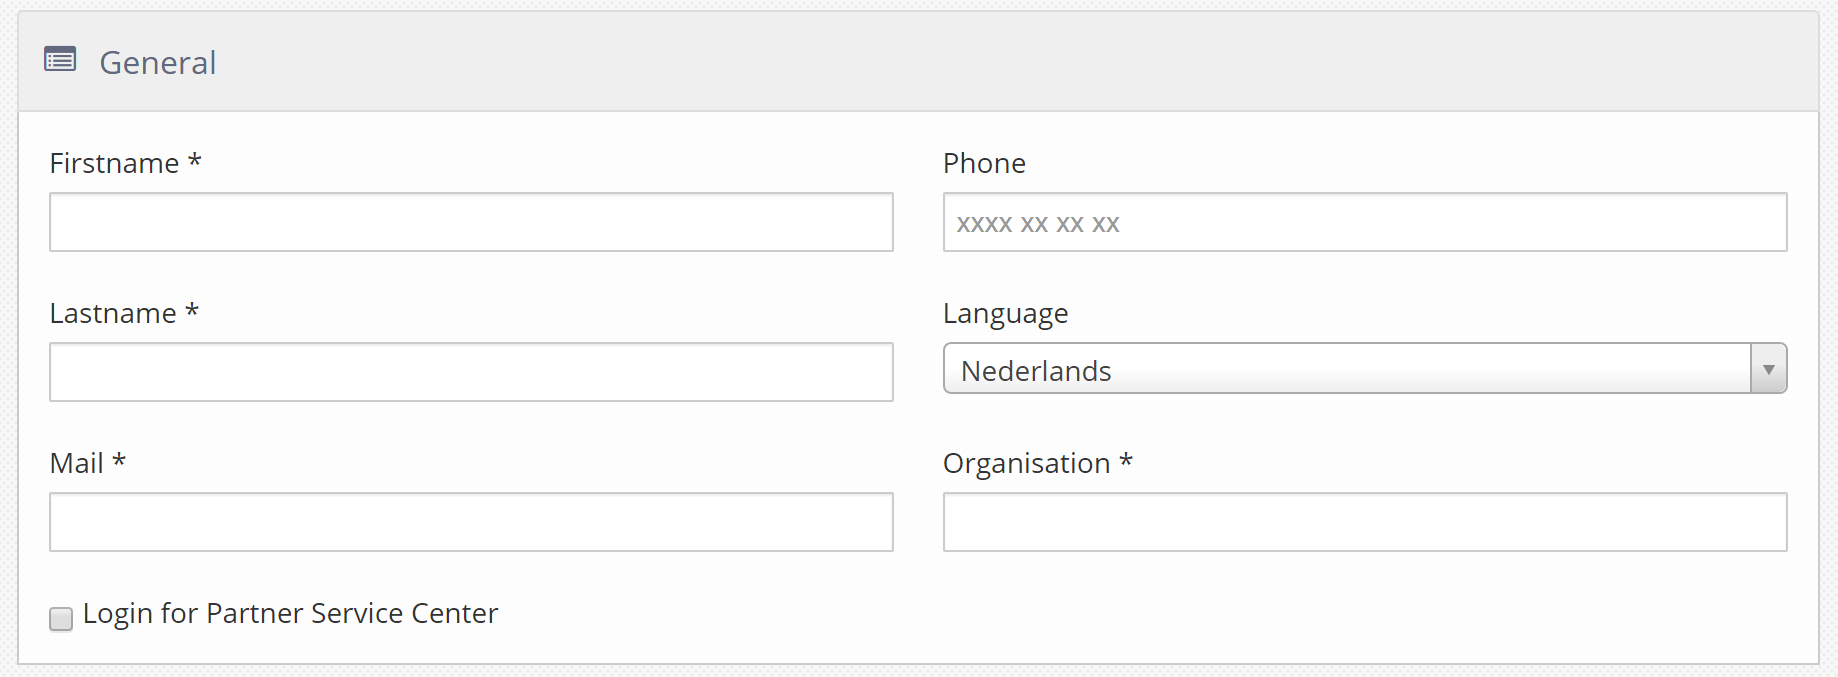 General
Firstname *
Phone
xxxx xx xx xx
Lastname *
Language
Nederlands
Mail *
Organisation *
Login for Partner Service Center